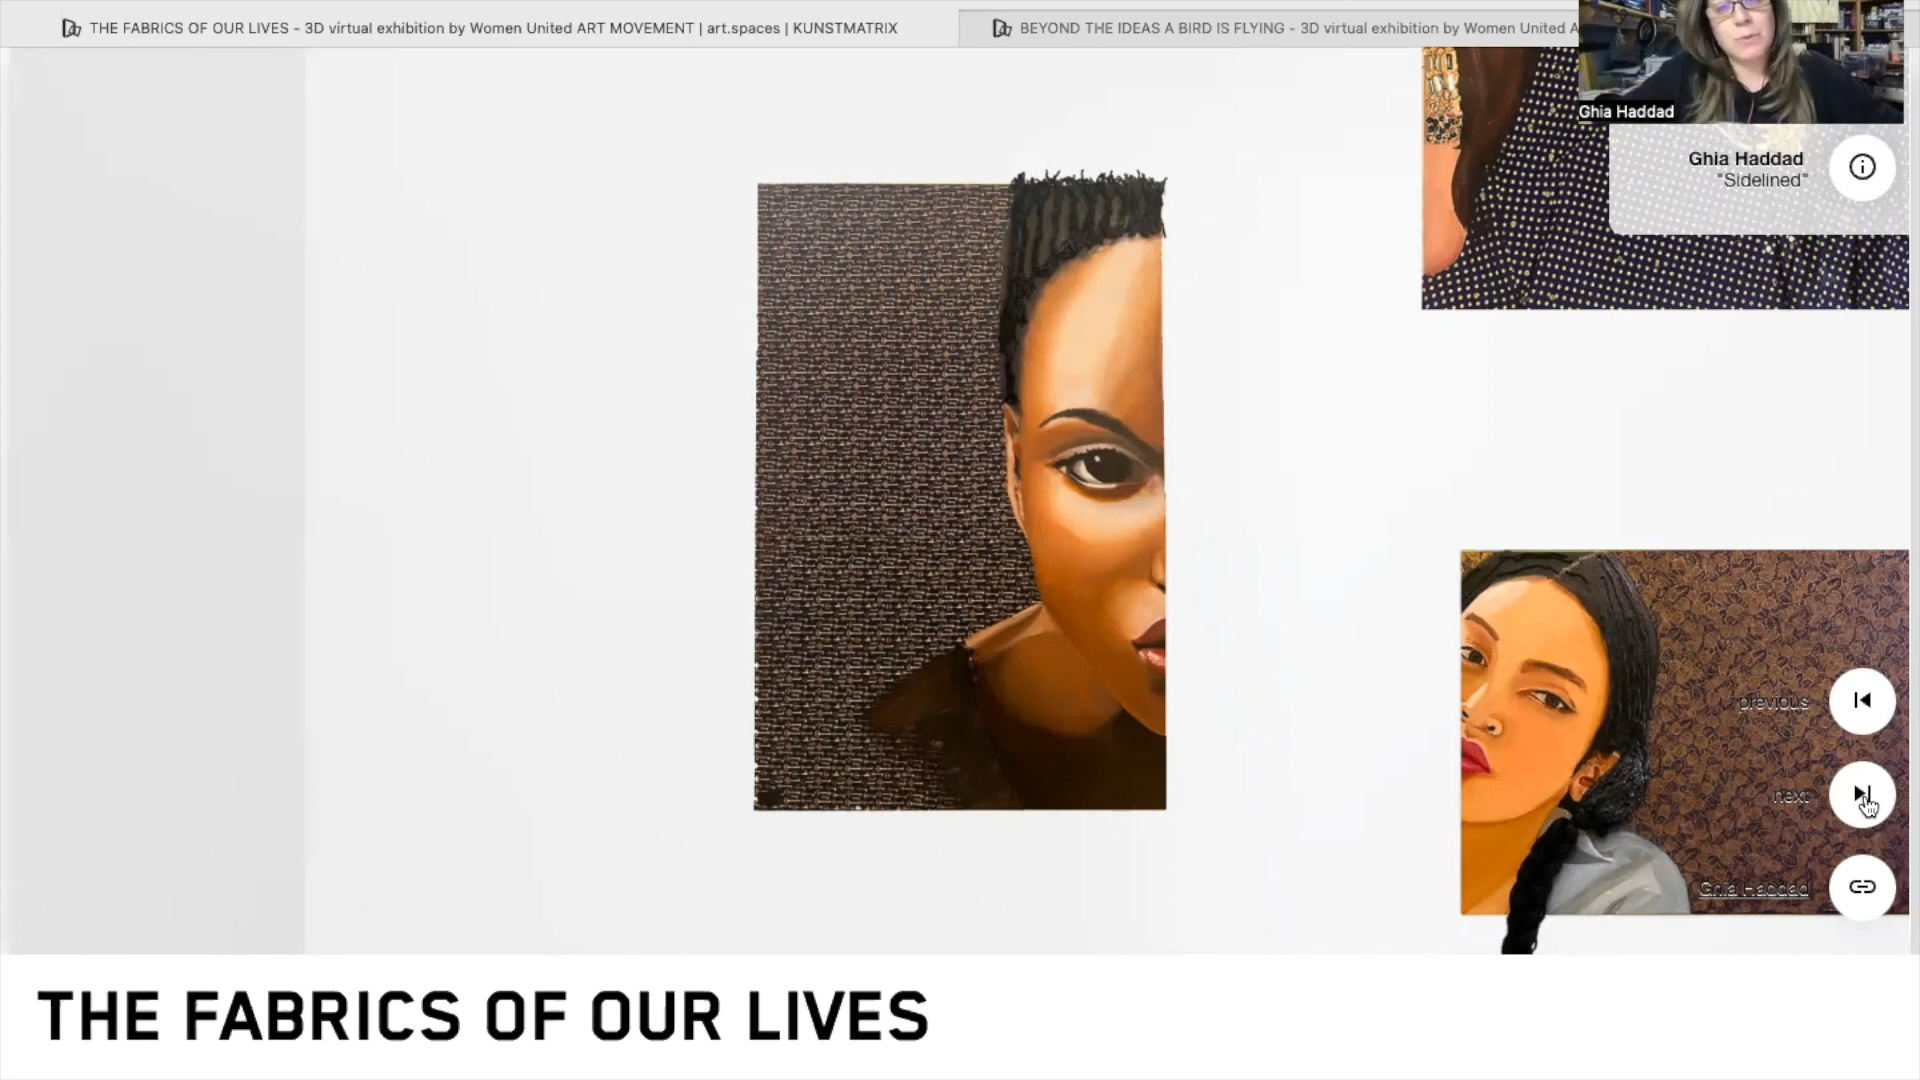 THE FABRICS OF OUR LIVES - 3D virtual exhibition by Women United ART MOVEMENT | art.spaces | KUNSTMATRIX
BEYOND THE IDEAS A BIRD IS FLYING - 3D virtual exhibition by Women United A
Ghia Haddad
Ghia Haddad
"Sidelined"
previous
next
Ghia Haddad
THE FABRICS OF OUR LIVES